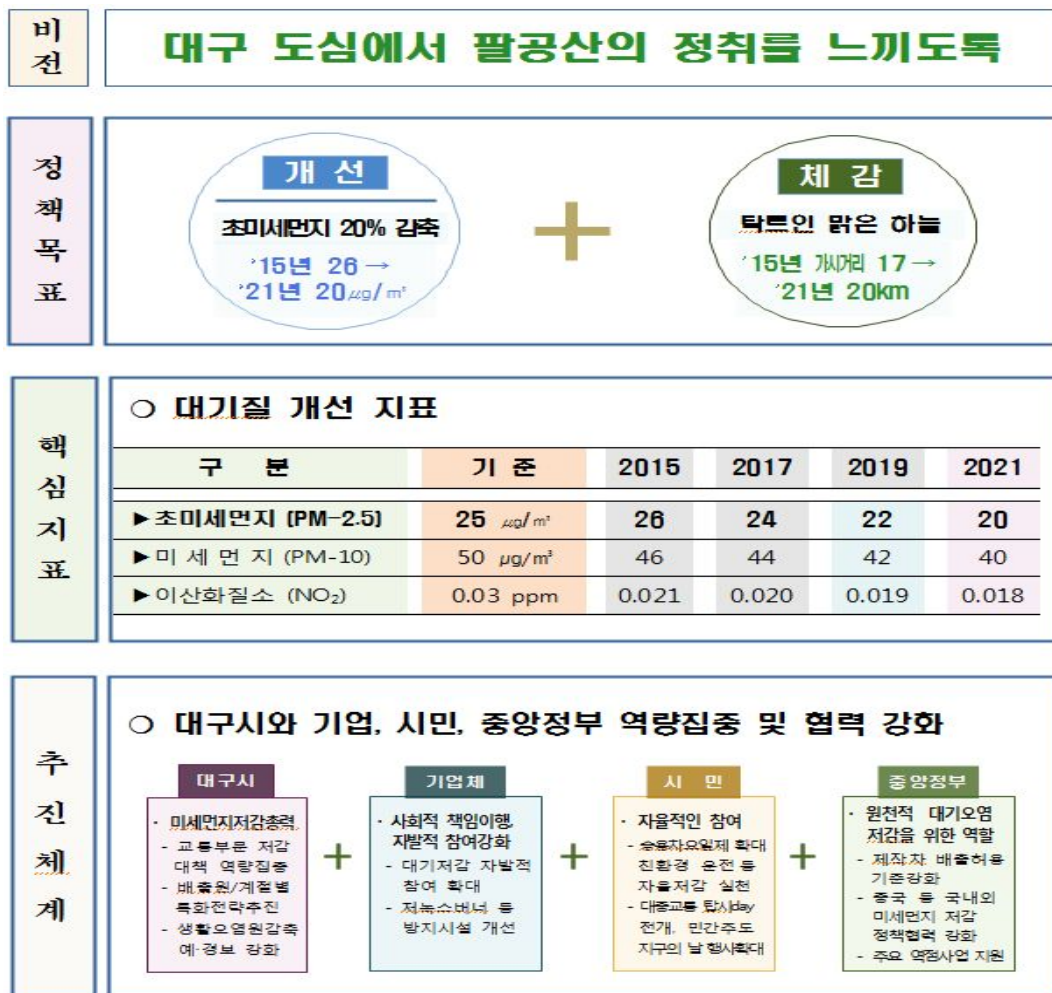 비전
대구 도심에서 팔공산의 정취를 느끼도록
정책목표
개 선
초미세먼지 20% 감축
'15년 26 →
'21년 20㎍/㎥
+
체 감
탁트인 맑은 하늘
'15년 가시거리 17 →
'21년 20km
핵심지표
○ 대기질 개선 지표
구 분 기 준 2015 2017 2019 2021
►초미세먼지 (PM-2.5) 25 ㎍/㎥ 26 24 22 20
►미 세 먼 지 (PM-10) 50 ㎍/㎥ 46 44 42 40
►이산화질소 (NO₂) 0.03 ppm 0.021 0.020 0.019 0.018
추진체계
○ 대구시와 기업, 시민, 중앙정부 역량집중 및 협력 강화
대구시
· 미세먼지저감총력
- 교통부문 저감
대책 역량집중
- 배출원/계절별
특화전략추진
- 생활오염원감축
예·경보 강화
+
기업체
· 사회적 책임이행,
자발적 참여강화
- 대기저감 자발적
참여 확대
- 저녹스버너 등
방지시설 개선
+
시 민
· 자율적인 참여
- 승용차요일제 확대
친환경 운전 등
자율저감 실천
- 대중교통 탑시day
전개, 민간주도
지구의 날 행사확대
+
중앙정부
· 원천적 대기오염
저감을 위한 역할
- 제작차 배출허용
기준강화
- 중국 등 국내외
미세먼지 저감
정책협력 강화
- 주요 역점사업 지원